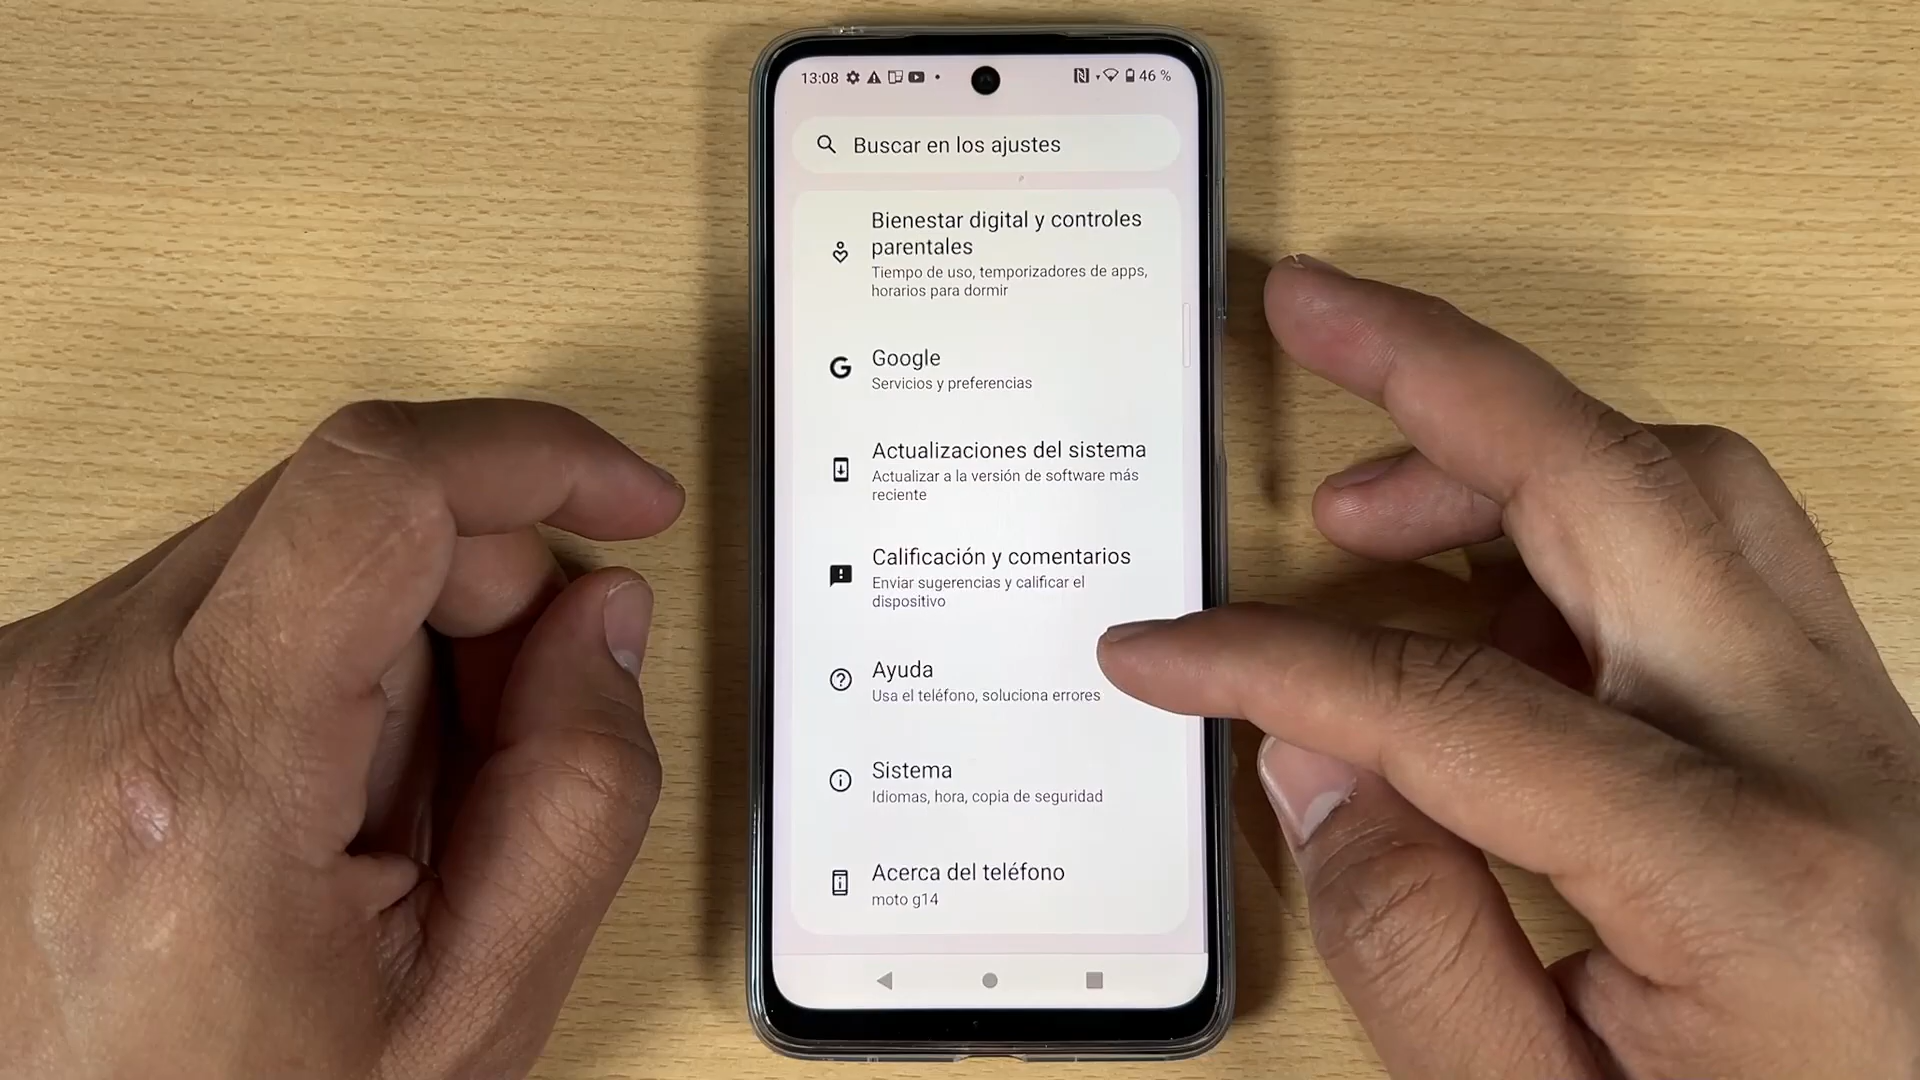 13:08 46 %
Buscar en los ajustes
Bienestar digital y controles
parentales
Tiempo de uso, temporizadores de apps,
horarios para dormir
Google
Servicios y preferencias
Actualizaciones del sistema
Actualizar a la versión de software más
reciente
Calificación y comentarios
Enviar sugerencias y calificar el
dispositivo
Ayuda
Usa el teléfono, soluciona errores
Sistema
Idiomas, hora, copia de seguridad
Acerca del teléfono
moto g14